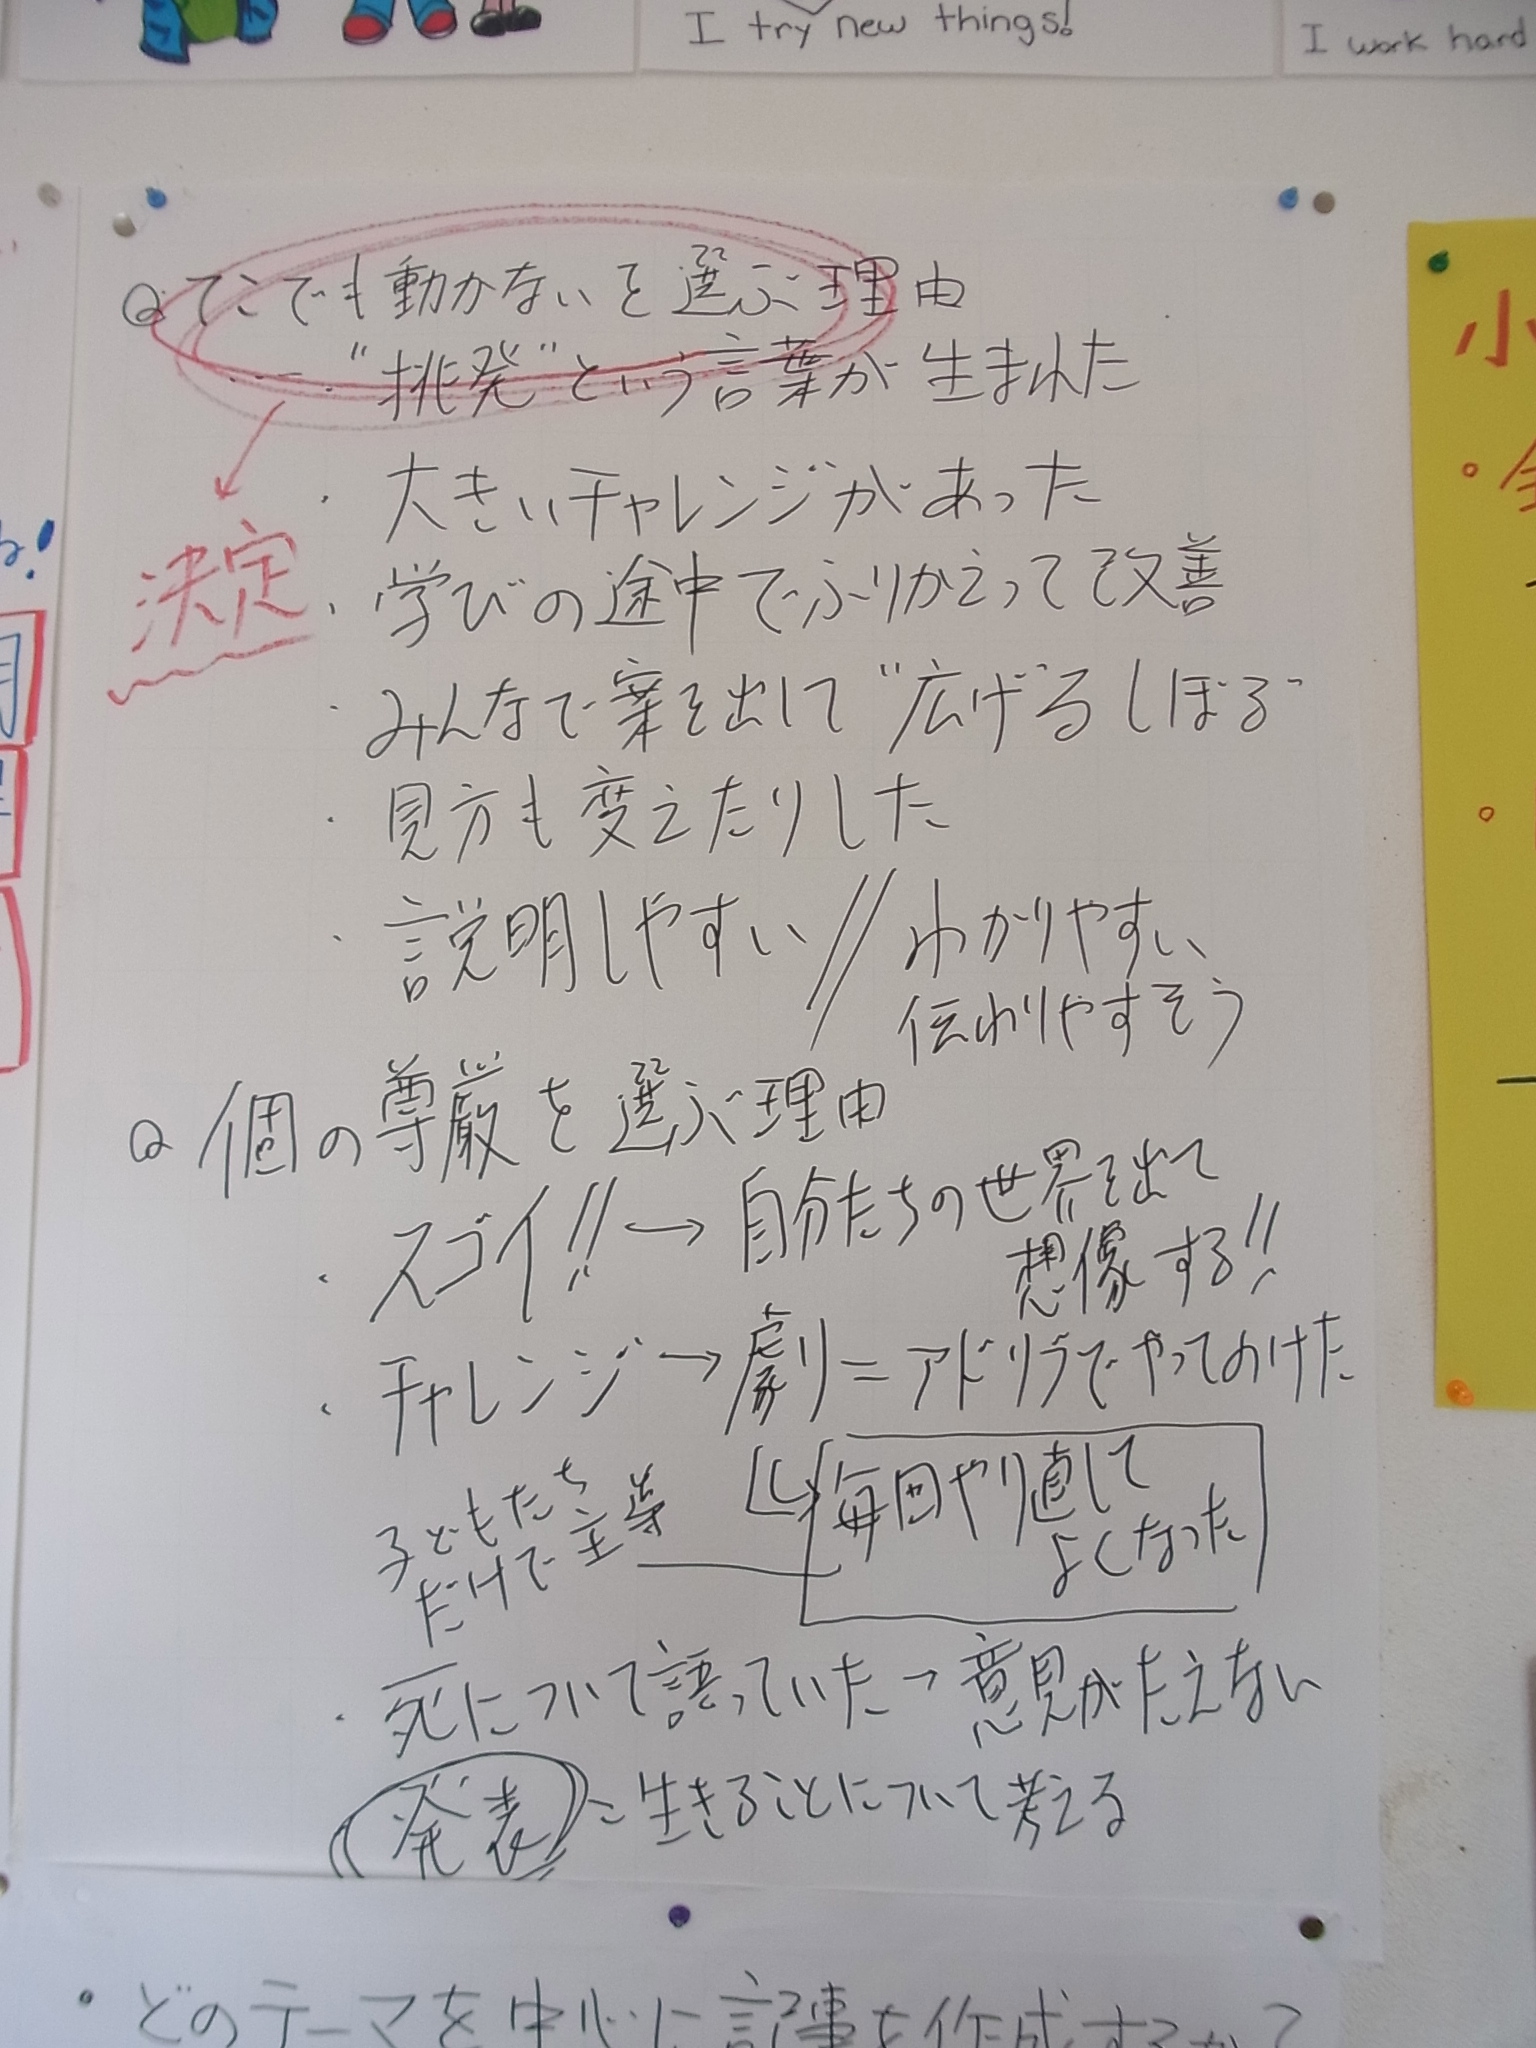 I try new things!
I work hard
Q てこでも動かないを選ぶ理由
"挑発"という言葉が生まれた
・大きいチャレンジがあった
決定
・学びの途中でふりかえって改善
・みんなで案を出して"広げるしぼる"
・見方も変えたりした
・説明しやすい // わかりやすい、
伝わりやすそう
Q 個の尊厳を選ぶ理由
・スゴイ!! → 自分たちの世界を出て
想像する!!
・チャレンジ→劇=アドリブでやってのけた
毎回やり直して
よくなった
子どもたち
だけで主導
・死について語っていた→意見がたえない
発表 生きることについて考える
・どのテーマを中心に記事を作成するか?
小